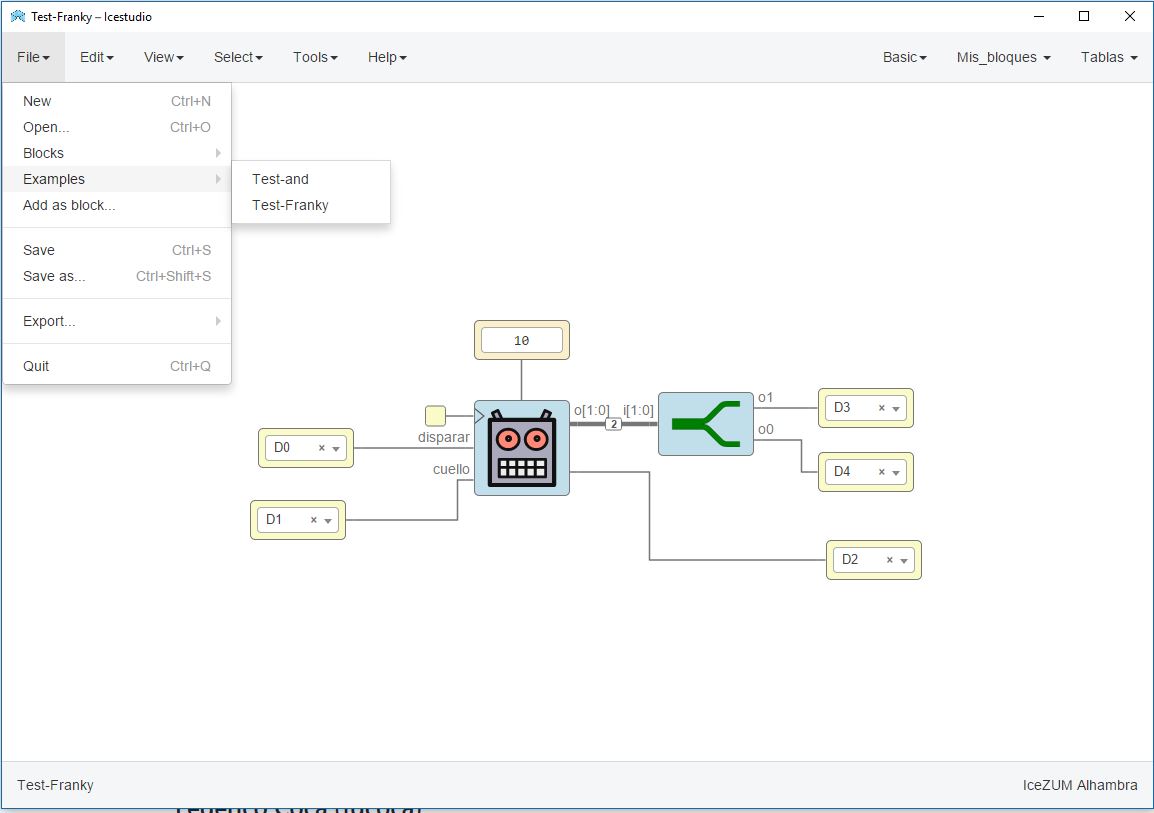 Test-Franky – Icestudio
File Edit View Select Tools Help Basic Mis_bloques Tablas
New Ctrl+N
Open... Ctrl+O
Blocks
Examples
Test-and
Add as block...
Test-Franky
Save Ctrl+S
Save as... Ctrl+Shift+S
Export...
Quit Ctrl+Q
10
o[1:0] 2 i[1:0]
o1
D3
disparar
o0
D0
cuello
D4
D1
D2
Test-Franky IceZUM Alhambra